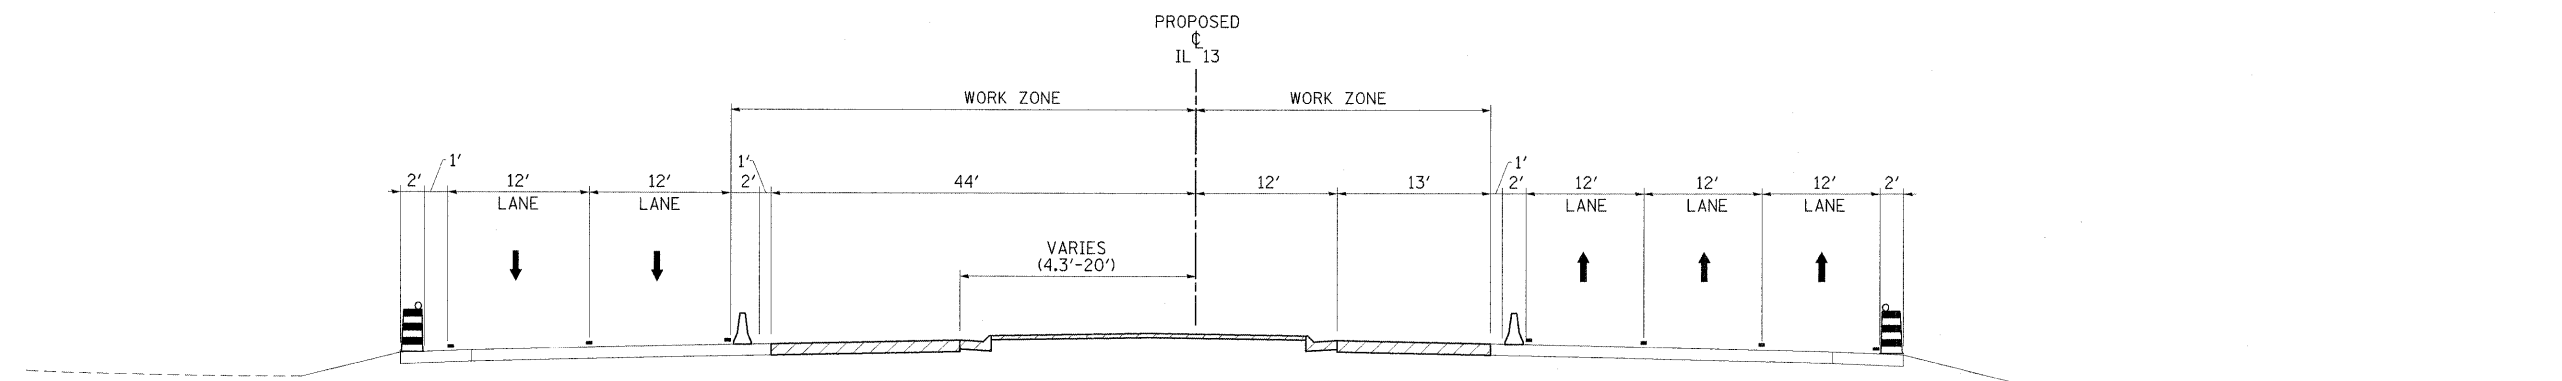 PROPOSED
℄
IL 13
WORK ZONE
WORK ZONE
2'
1'
12'
LANE
12'
LANE
1'
2'
44'
12'
13'
1'
2'
12'
LANE
12'
LANE
12'
LANE
2'
VARIES
(4.3'-20')